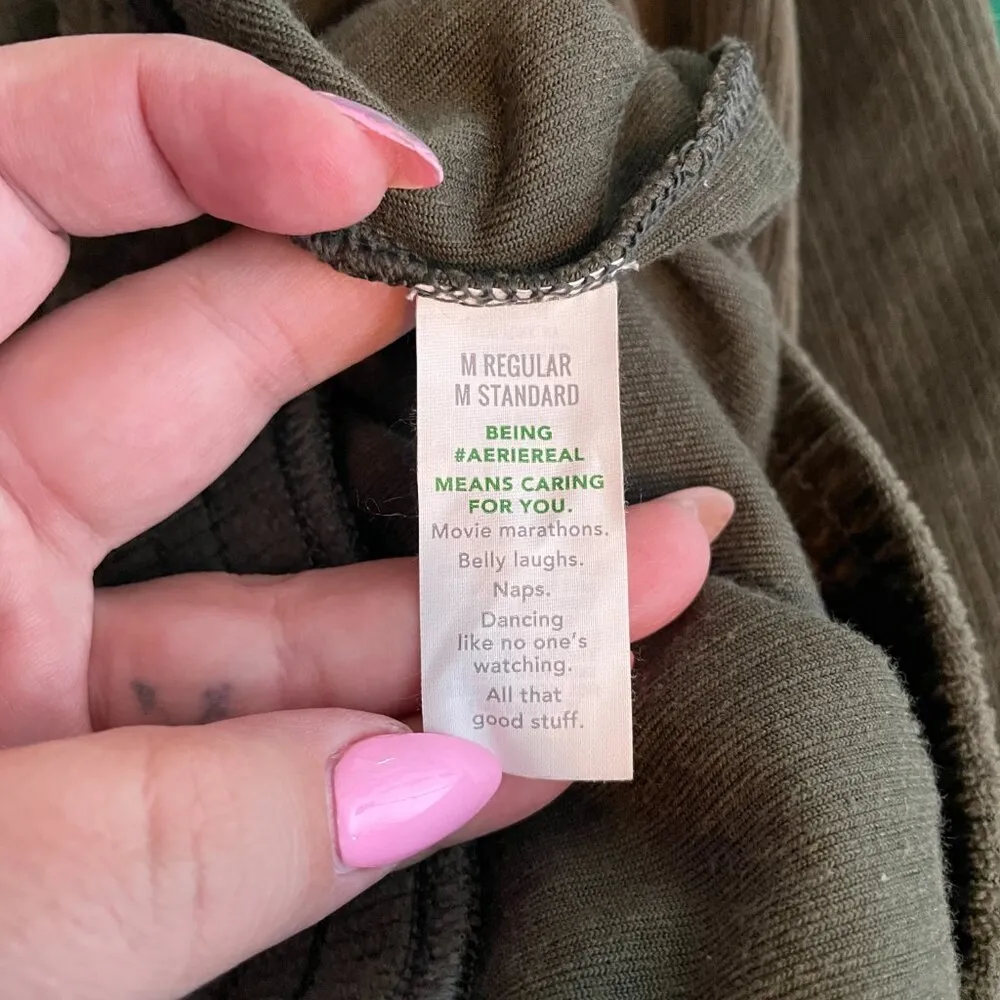 M REGULAR
M STANDARD
BEING
#AERIEREAL
MEANS CARING
FOR YOU.
Movie marathons.
Belly laughs.
Naps.
Dancing
like no one's
watching.
All that
good stuff.